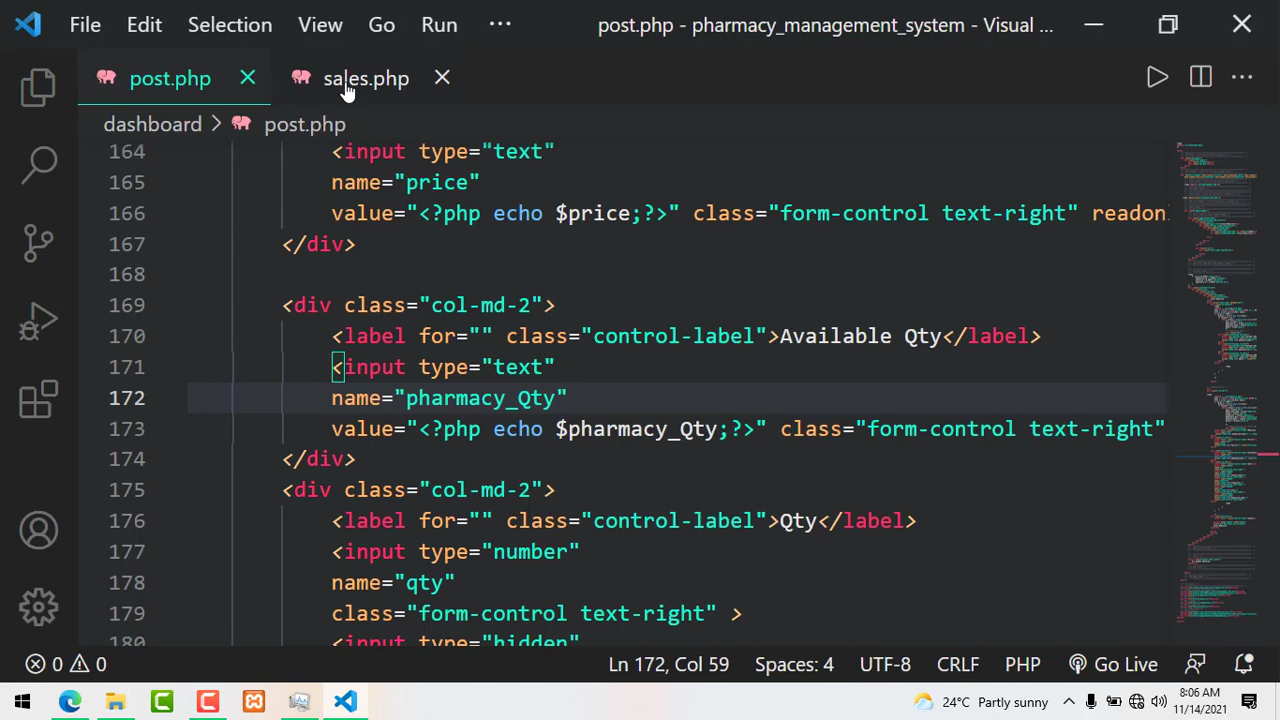 File Edit Selection View Go Run ··· post.php - pharmacy_management_system - Visual ...
post.php sales.php
dashboard > post.php
164 <input type="text"
165 name="price"
166 value="<?php echo $price;?>" class="form-control text-right" readon
167 </div>
168
169 <div class="col-md-2">
170 <label for="" class="control-label">Available Qty</label>
171 <input type="text"
172 name="pharmacy_Qty"
173 value="<?php echo $pharmacy_Qty;?>" class="form-control text-right"
174 </div>
175 <div class="col-md-2">
176 <label for="" class="control-label">Qty</label>
177 <input type="number"
178 name="qty"
179 class="form-control text-right" >
180 <input type="hidden"
0 0 Ln 172, Col 59 Spaces: 4 UTF-8 CRLF PHP Go Live
24°C Partly sunny 8:06 AM
11/14/2021